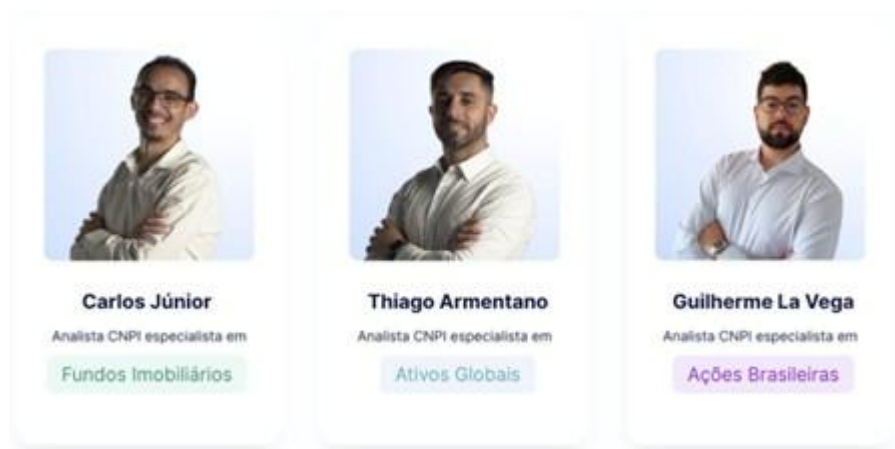 Carlos Júnior
Analista CNPI especialista em
Fundos Imobiliários
Thiago Armentano
Analista CNPI especialista em
Ativos Globais
Guilherme La Vega
Analista CNPI especialista em
Ações Brasileiras